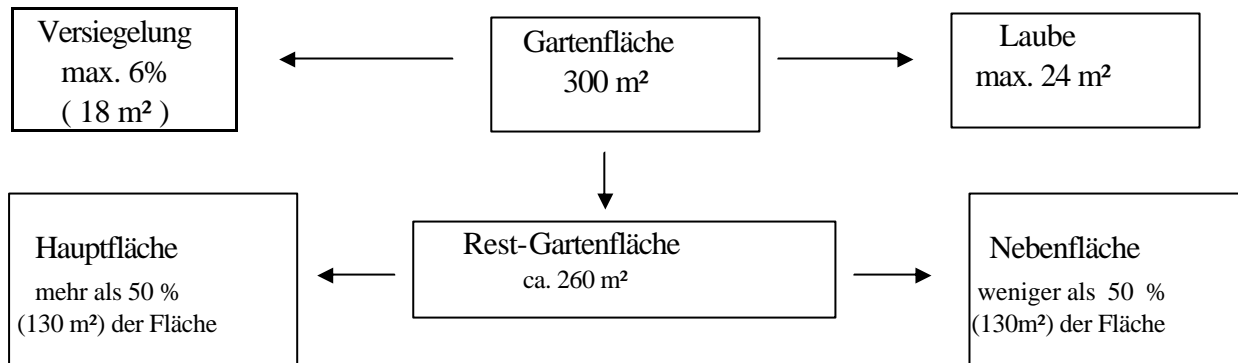 Versiegelung
max. 6%
( 18 m² )
Gartenfläche
300 m²
Laube
max. 24 m²
Hauptfläche
mehr als 50 %
(130 m²) der Fläche
Rest-Gartenfläche
ca. 260 m²
Nebenfläche
weniger als 50 %
(130m²) der Fläche